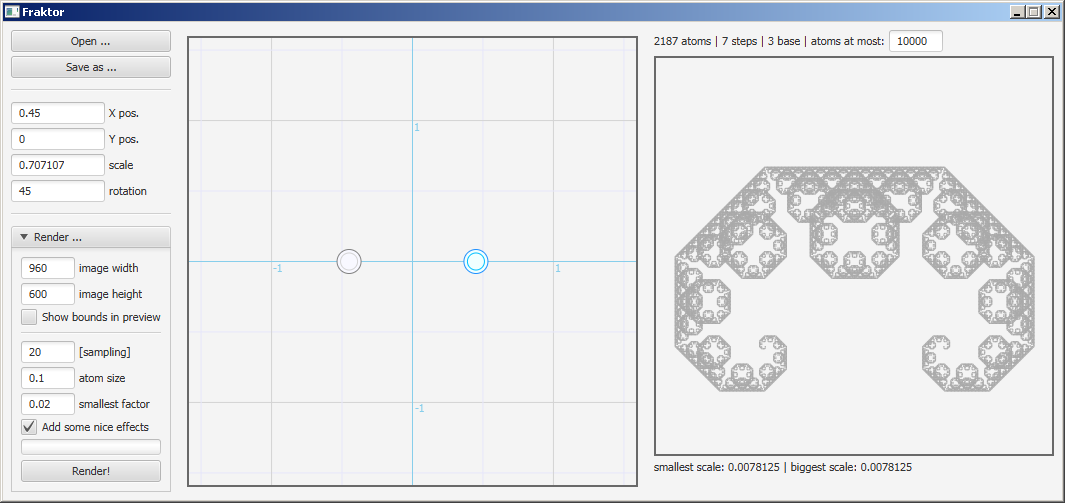 Fraktor
Open ...
Save as ...
0.45 X pos.
0 Y pos.
0.707107 scale
45 rotation
Render ...
960 image width
600 image height
Show bounds in preview
20 [sampling]
0.1 atom size
0.02 smallest factor
Add some nice effects
Render!
1
-1
1
-1
2187 atoms | 7 steps | 3 base | atoms at most: 10000
smallest scale: 0.0078125 | biggest scale: 0.0078125